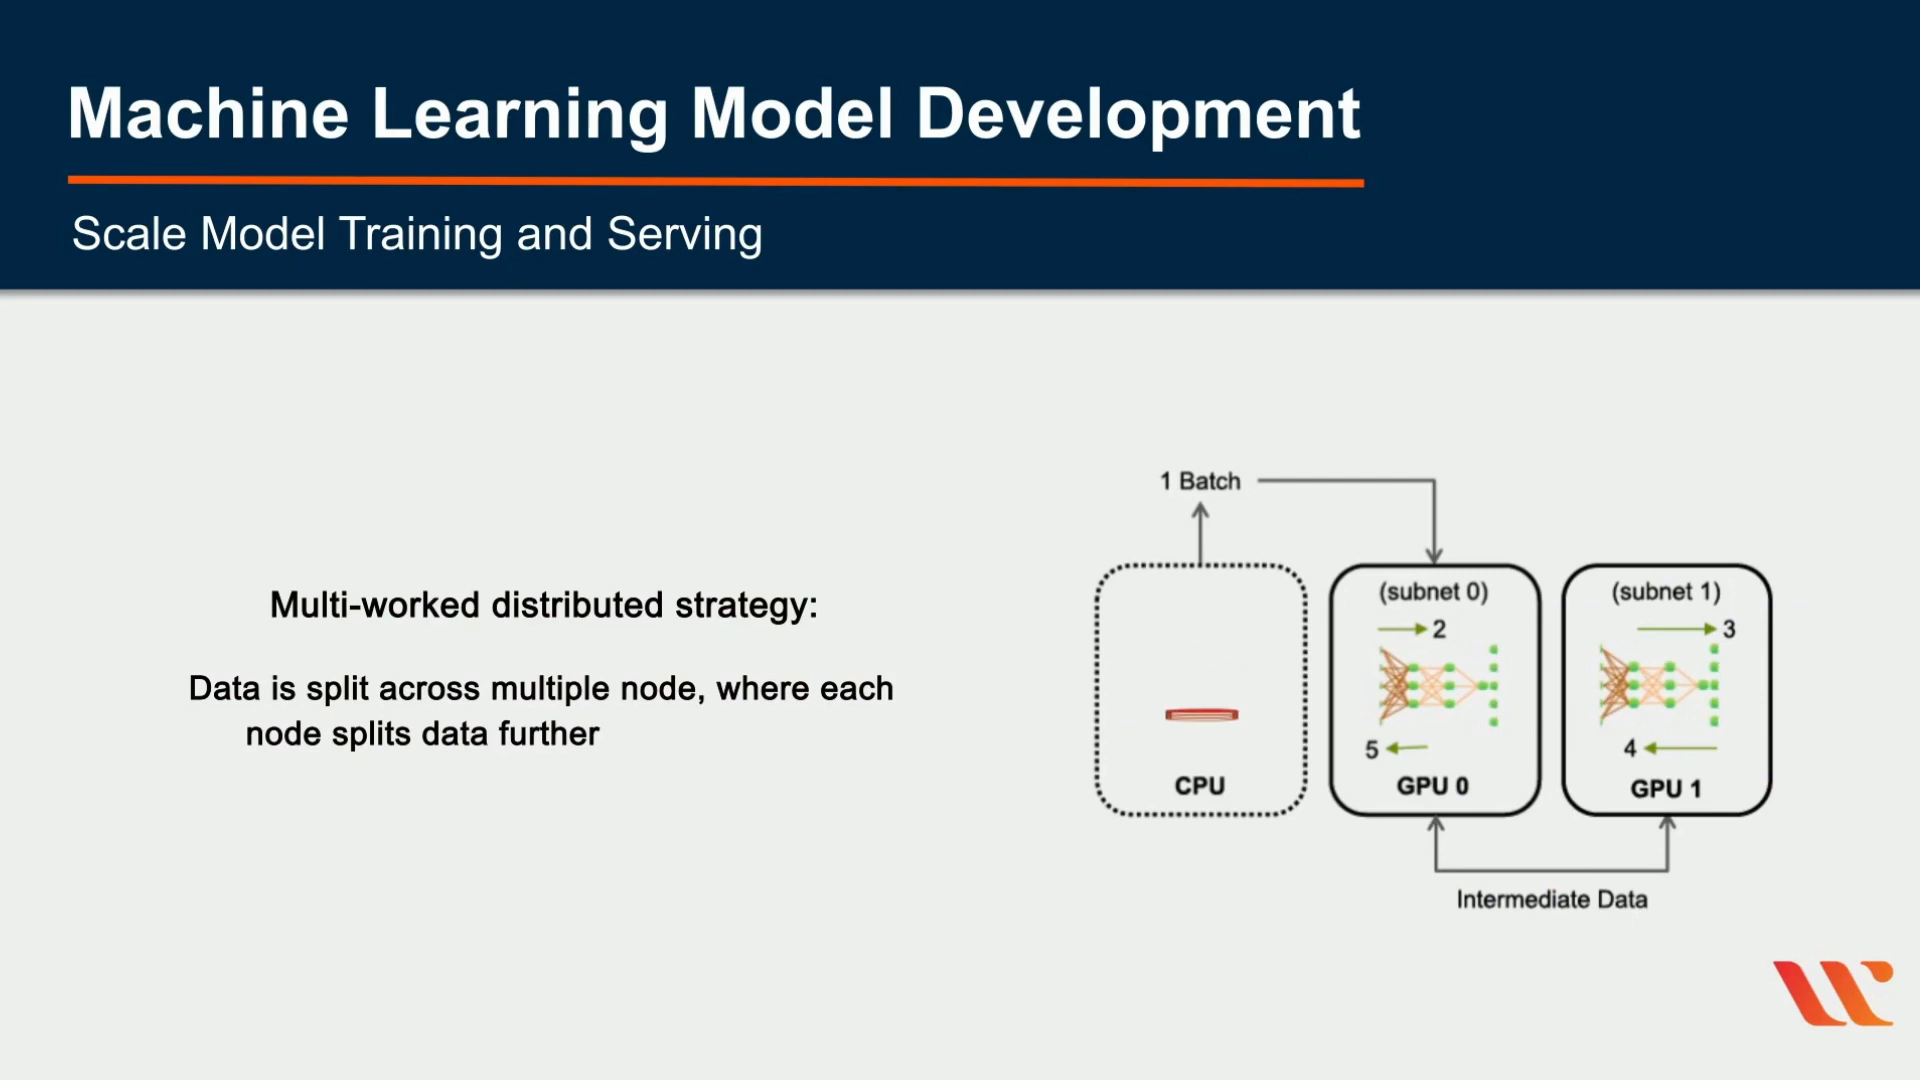 Machine Learning Model Development
Scale Model Training and Serving
Multi-worked distributed strategy:
Data is split across multiple node, where each
node splits data further
1 Batch
(subnet 0)
(subnet 1)
2
3
5
4
CPU
GPU 0
GPU 1
Intermediate Data